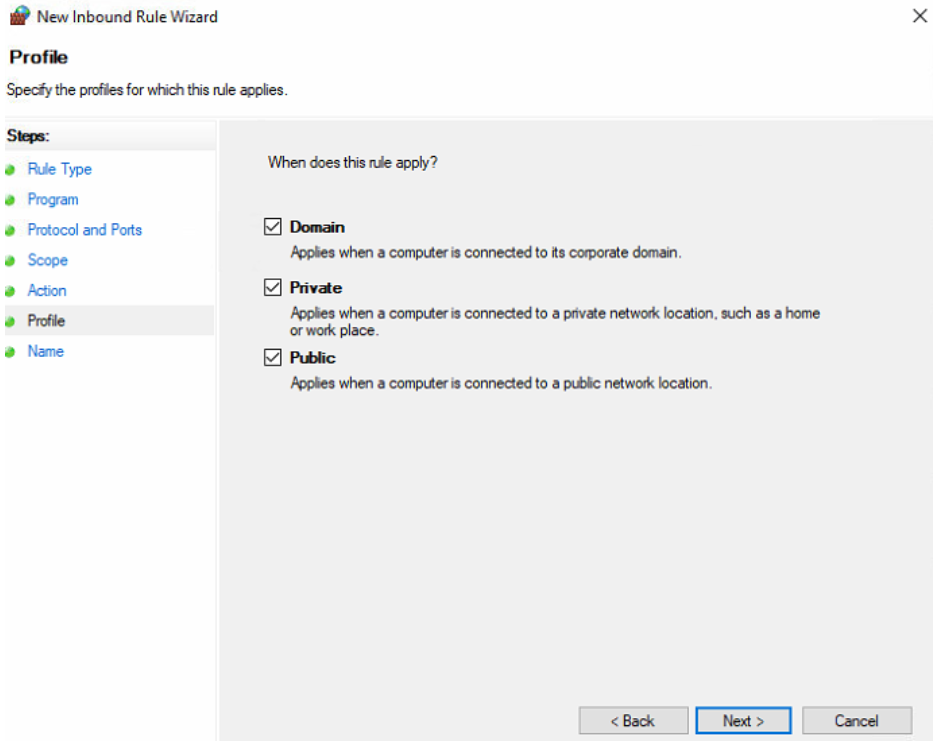 New Inbound Rule Wizard
Profile
Specify the profiles for which this rule applies.
Steps:
Rule Type
Program
Protocol and Ports
Scope
Action
Profile
Name
When does this rule apply?
Domain
Applies when a computer is connected to its corporate domain.
Private
Applies when a computer is connected to a private network location, such as a home
or work place.
Public
Applies when a computer is connected to a public network location.
< Back
Next >
Cancel